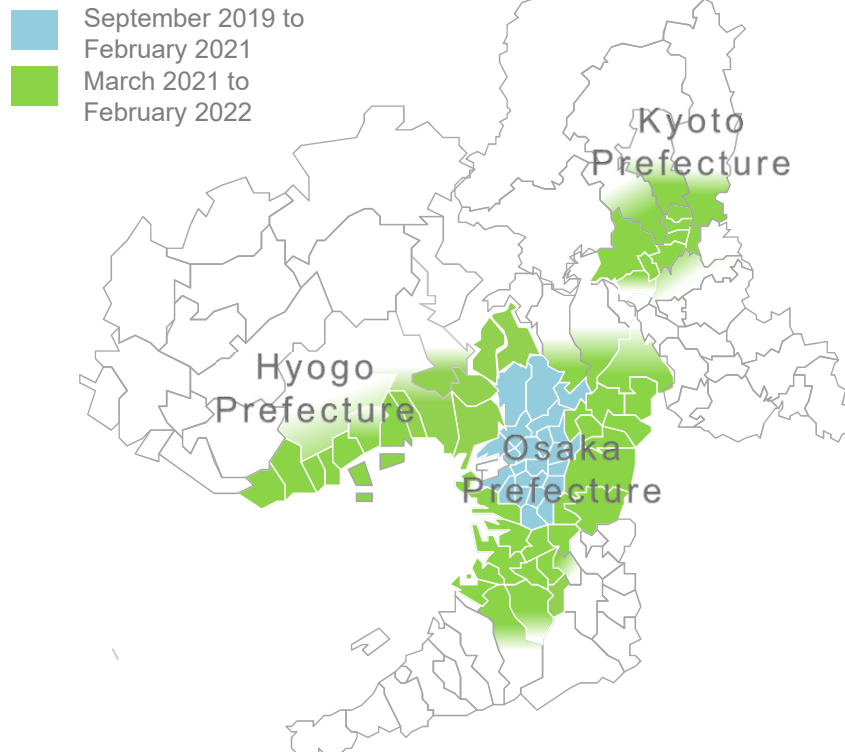 September 2019 to
February 2021
March 2021 to
February 2022
Kyoto
Prefecture
Hyogo
Prefecture
Osaka
Prefecture